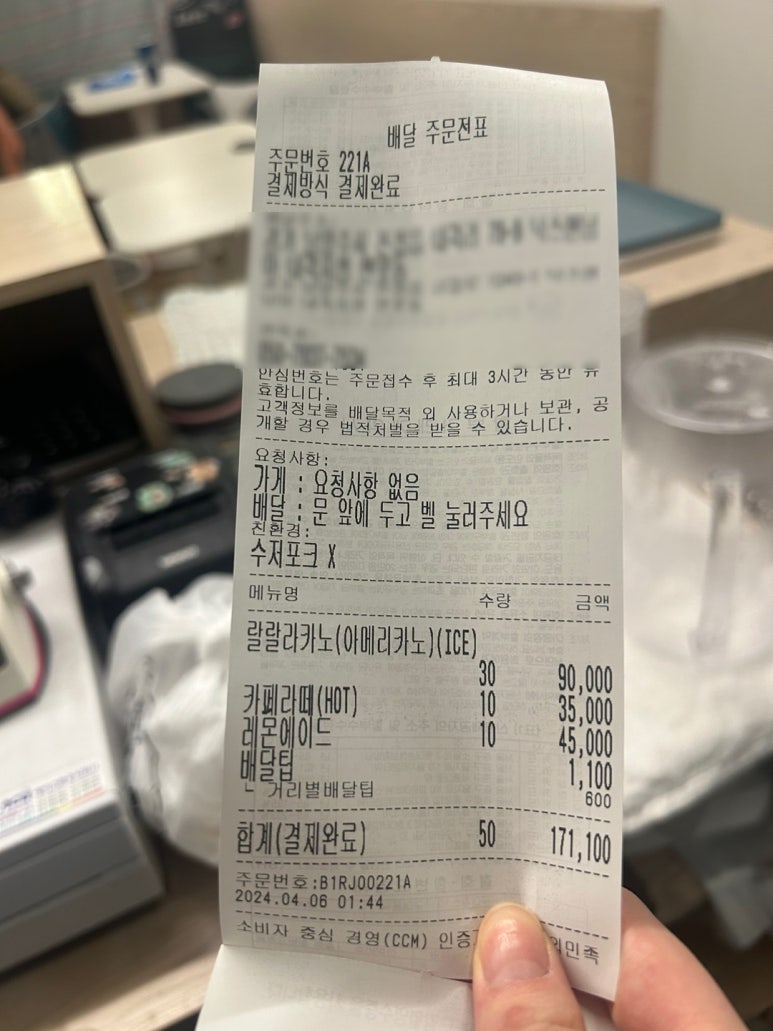 배달 주문전표
주문번호 221A
결제방식 결제완료
안심번호는 주문접수 후 최대 3시간 동안 유
효합니다.
고객정보를 배달목적 외 사용하거나 보관, 공
개할 경우 법적처벌을 받을 수 있습니다.
요청사항:
가게 : 요청사항 없음
배달 : 문 앞에 두고 벨 눌러주세요
친환경:
수저포크 X
메뉴명 수량 금액
랄랄라카노(아메리카노)(ICE)
30 90,000
카페라떼(HOT) 10 35,000
레몬에이드 10 45,000
배달팁 1,100
ㄴ 거리별배달팁 600
합계(결제완료) 50 171,100
주문번호:B1RJ00221A
2024.04.06 01:44
소비자 중심 경영(CCM) 인증 의민족